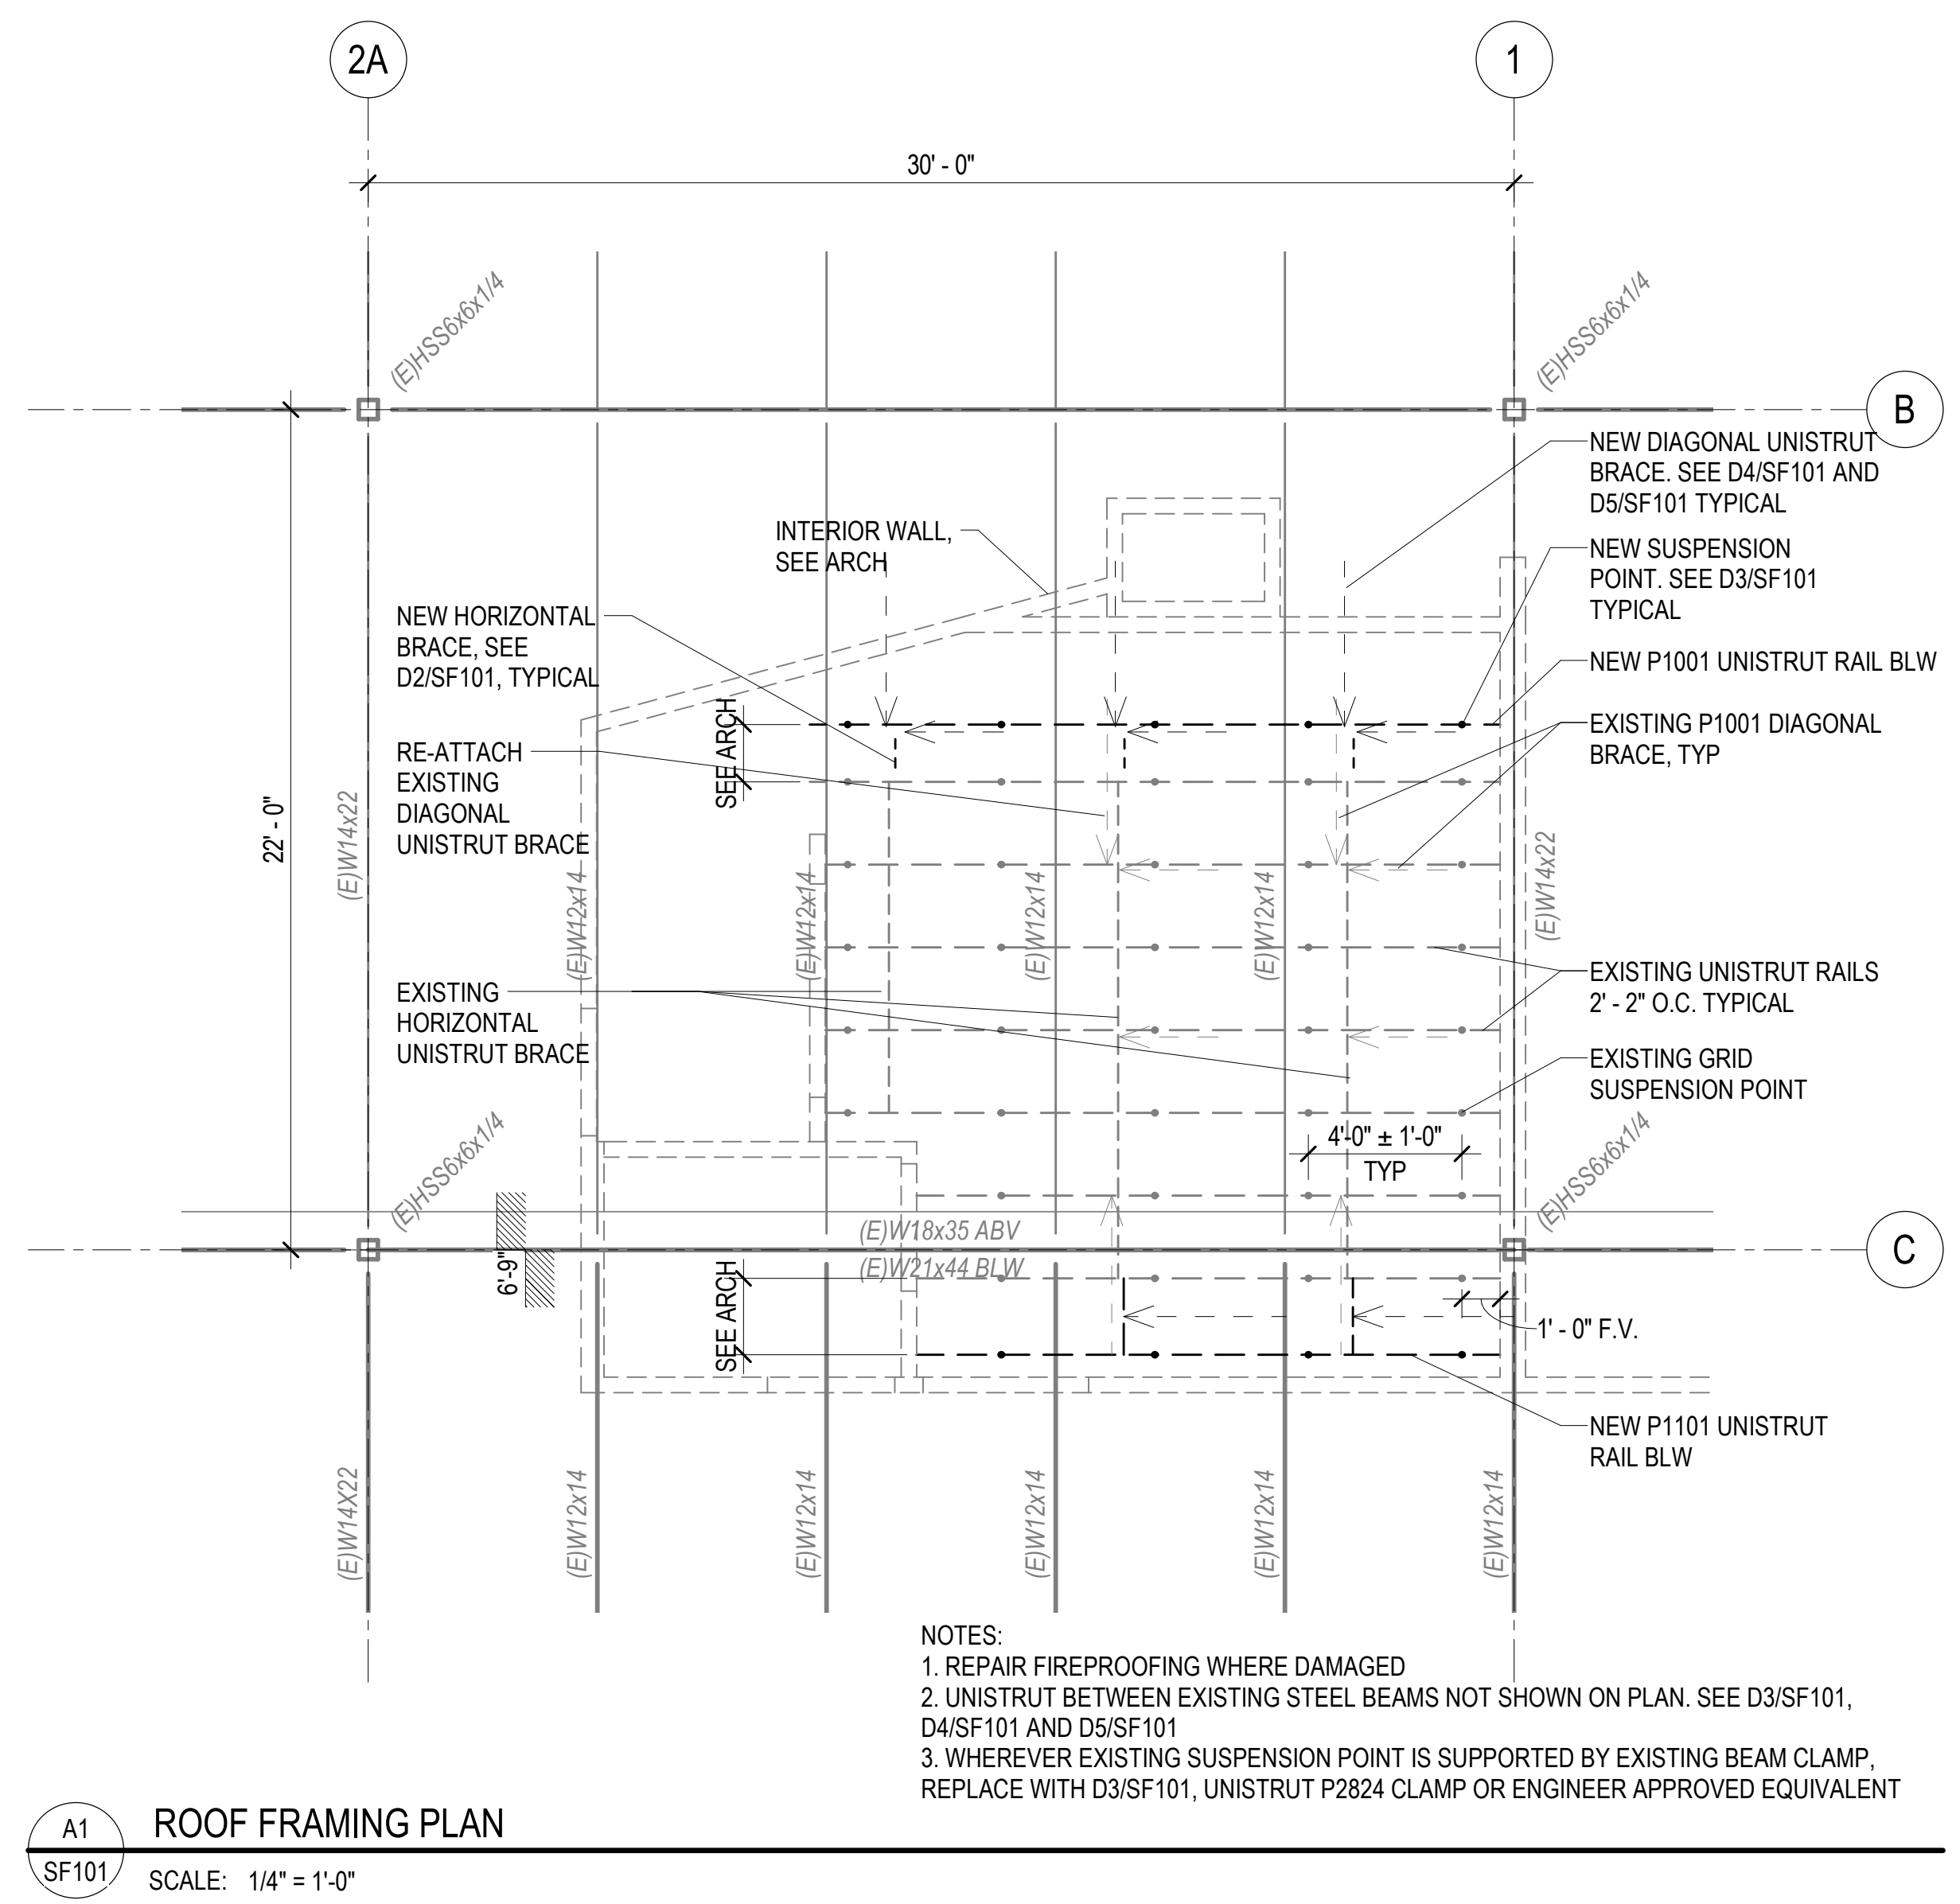 2A
1
30' - 0"
(E)HSS6x6x1/4
(E)HSS6x6x1/4
B
NEW DIAGONAL UNISTRUT
BRACE. SEE D4/SF101 AND
D5/SF101 TYPICAL
INTERIOR WALL,
SEE ARCH
NEW SUSPENSION
POINT. SEE D3/SF101
TYPICAL
NEW HORIZONTAL
BRACE, SEE
D2/SF101, TYPICAL
NEW P1001 UNISTRUT RAIL BLW
SEE ARCH
EXISTING P1001 DIAGONAL
BRACE, TYP
RE-ATTACH
EXISTING
DIAGONAL
UNISTRUT BRACE
22' - 0"
(E)W14x22
(E)W12x14
(E)W12x14
(E)W12x14
(E)W12x14
(E)W14x22
EXISTING
HORIZONTAL
UNISTRUT BRACE
EXISTING UNISTRUT RAILS
2' - 2" O.C. TYPICAL
EXISTING GRID
SUSPENSION POINT
4'-0" ± 1'-0"
TYP
(E)HSS6x6x1/4
(E)HSS6x6x1/4
(E)W18x35 ABV
(E)W21x44 BLW
C
6'-9"
SEE ARCH
1' - 0" F.V.
NEW P1101 UNISTRUT
RAIL BLW
(E)W14X22
(E)W12x14
(E)W12x14
(E)W12x14
(E)W12x14
(E)W12x14
NOTES:
1. REPAIR FIREPROOFING WHERE DAMAGED
2. UNISTRUT BETWEEN EXISTING STEEL BEAMS NOT SHOWN ON PLAN. SEE D3/SF101,
D4/SF101 AND D5/SF101
3. WHEREVER EXISTING SUSPENSION POINT IS SUPPORTED BY EXISTING BEAM CLAMP,
REPLACE WITH D3/SF101, UNISTRUT P2824 CLAMP OR ENGINEER APPROVED EQUIVALENT
A1
SF101
ROOF FRAMING PLAN
SCALE: 1/4" = 1'-0"